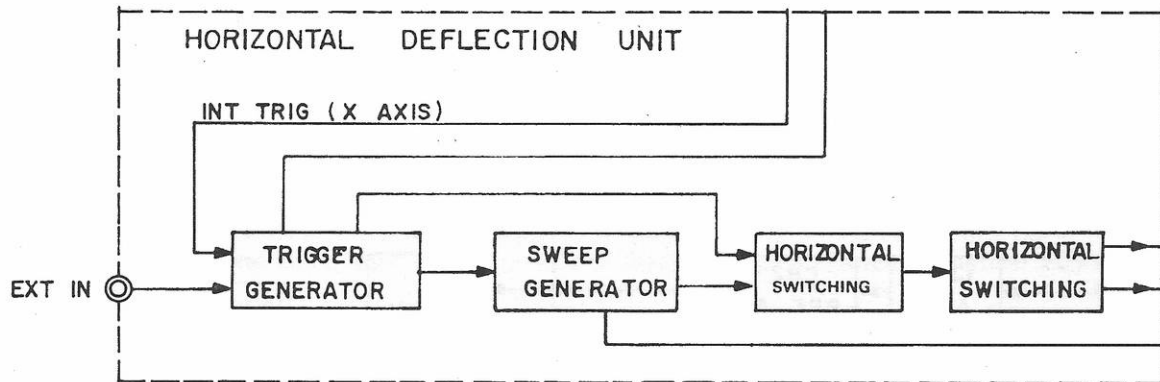 HORIZONTAL DEFLECTION UNIT
INT TRIG (X AXIS)
EXT IN
TRIGGER
GENERATOR
SWEEP
GENERATOR
HORIZONTAL
SWITCHING
HORIZONTAL
SWITCHING